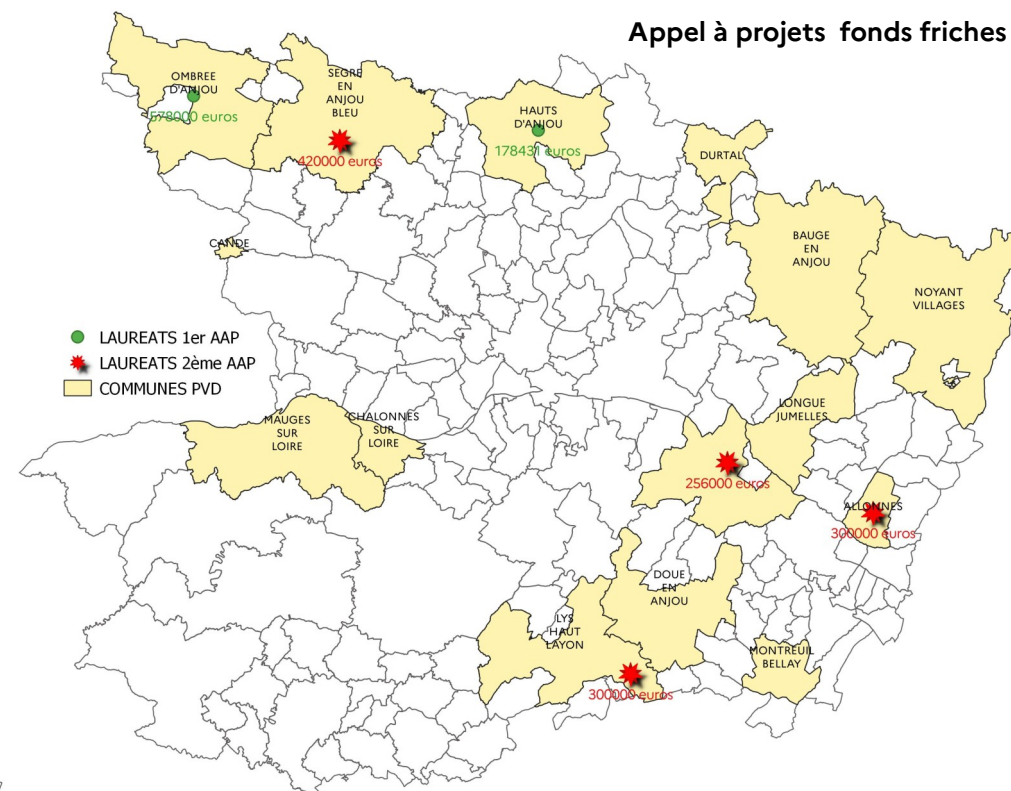 Appel à projets  fonds friches
OMBREE
D'ANJOU
578000 euros
SEGRE
EN
ANJOU
BLEU
420000 euros
HAUTS
D'ANJOU
178431 euros
DURTAL
BAUGE
EN
ANJOU
NOYANT
VILLAGES
CANDE
LAUREATS 1er AAP
LAUREATS 2ème AAP
COMMUNES PVD
MAUGES
SUR
LOIRE
CHALONNES
SUR
LOIRE
LONGUE
JUMELLES
256000 euros
ALLONNES
300000 euros
DOUE
EN
ANJOU
LYS
HAUT
LAYON
300000 euros
MONTREUIL
BELLAY